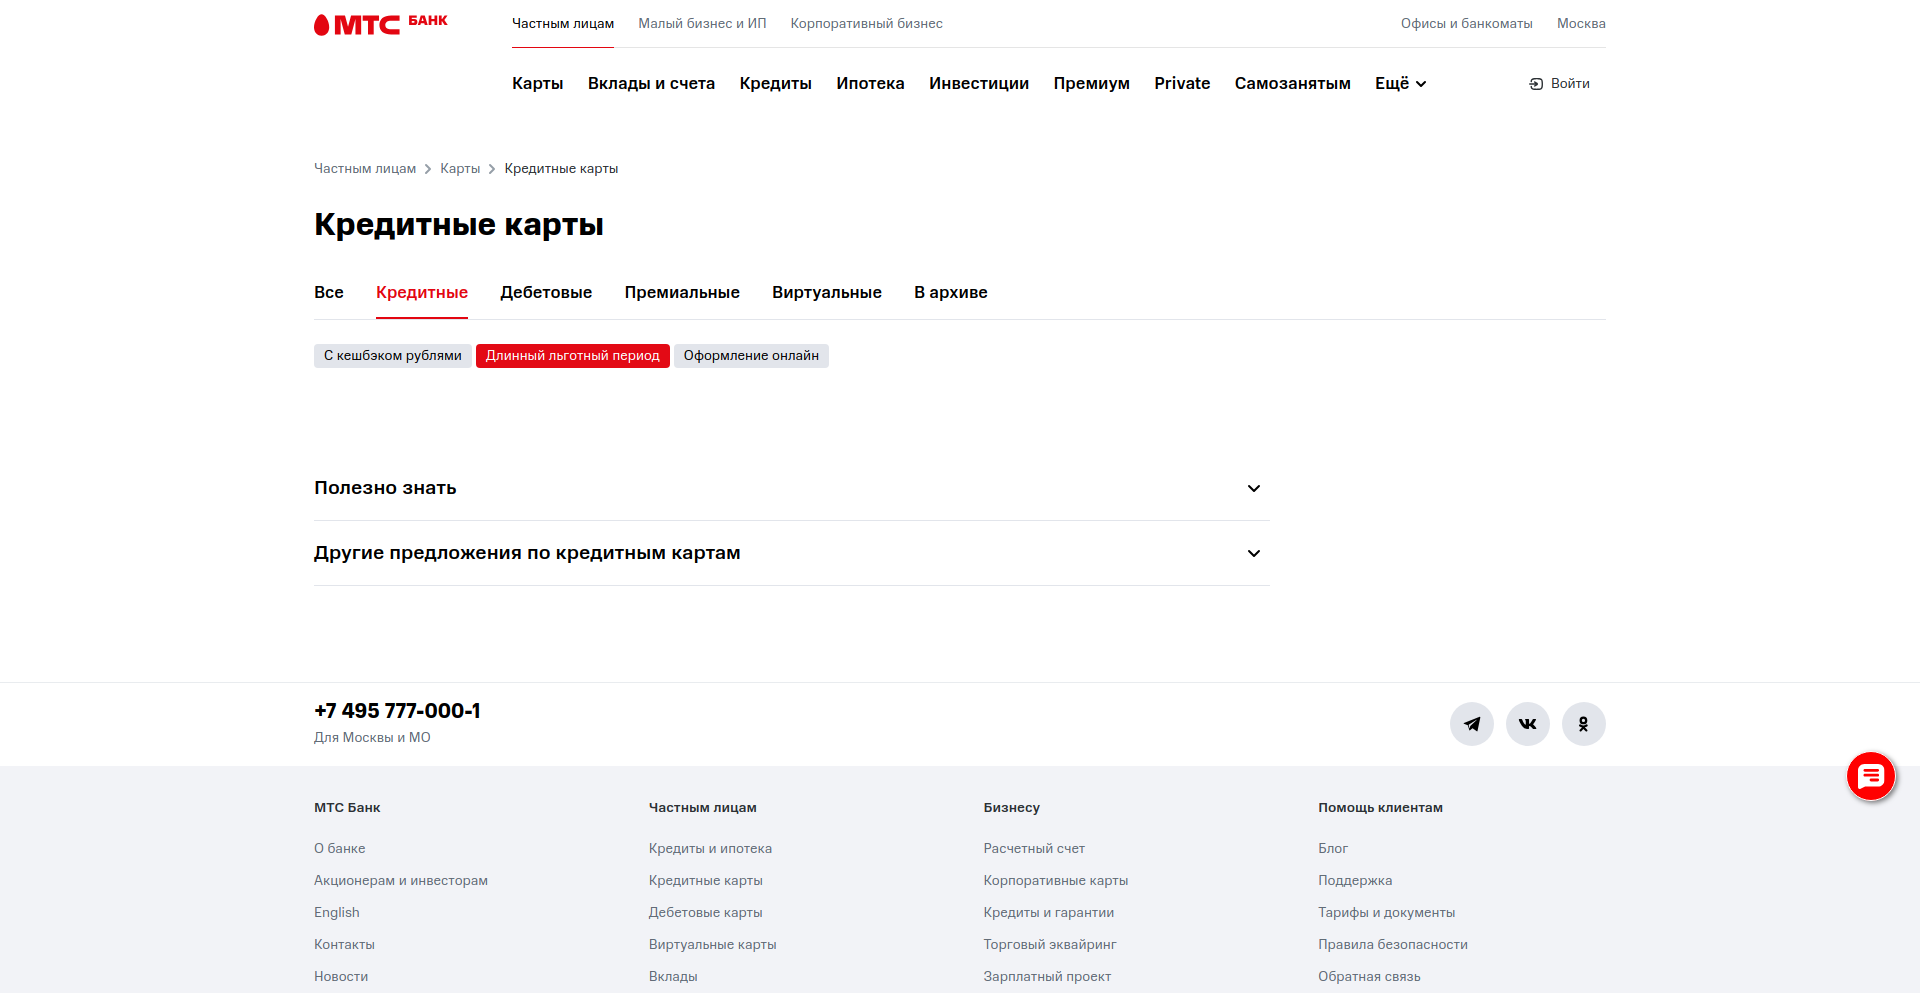 МТС БАНК
Частным лицам Малый бизнес и ИП Корпоративный бизнес Офисы и банкоматы Москва
Карты Вклады и счета Кредиты Ипотека Инвестиции Премиум Private Самозанятым Ещё Войти
Частным лицам Карты Кредитные карты
Кредитные карты
Все Кредитные Дебетовые Премиальные Виртуальные В архиве
С кешбэком рублями Длинный льготный период Оформление онлайн
Полезно знать
Другие предложения по кредитным картам
+7 495 777-000-1
Для Москвы и МО
МТС Банк Частным лицам Бизнесу Помощь клиентам
О банке Кредиты и ипотека Расчетный счет Блог
Акционерам и инвесторам Кредитные карты Корпоративные карты Поддержка
English Дебетовые карты Кредиты и гарантии Тарифы и документы
Контакты Виртуальные карты Торговый эквайринг Правила безопасности
Новости Вклады Зарплатный проект Обратная связь